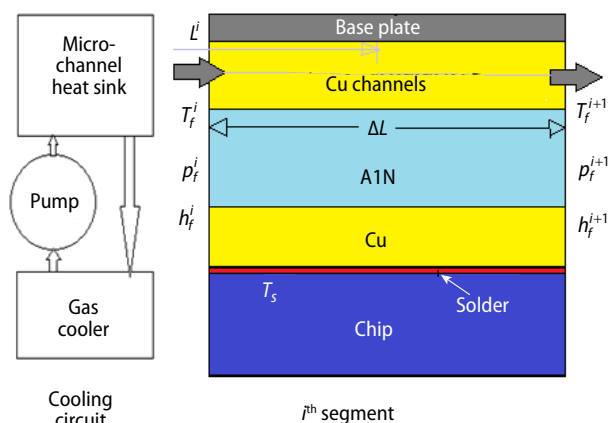 Micro-
channel
heat sink
Pump
Gas
cooler
Cooling
circuit
L^i
Base plate
Cu channels
T_f^i
T_f^{i+1}
ΔL
p_f^i
A1N
p_f^{i+1}
h_f^i
Cu
h_f^{i+1}
T_s
Solder
Chip
i^th segment